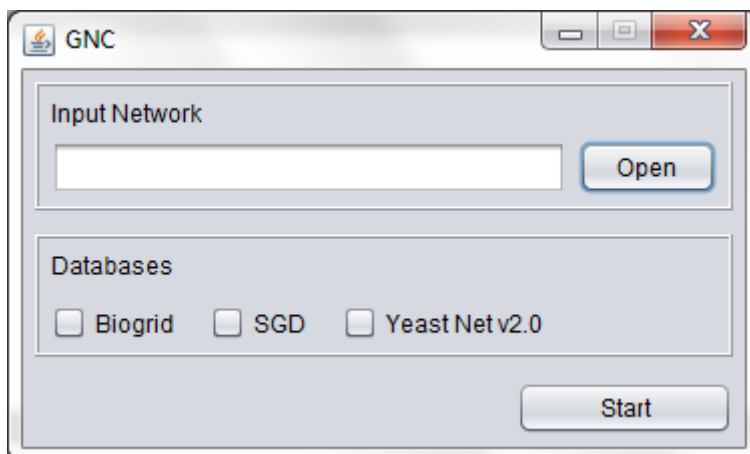 GNC
Input Network
Open
Databases
Biogrid SGD Yeast Net v2.0
Start